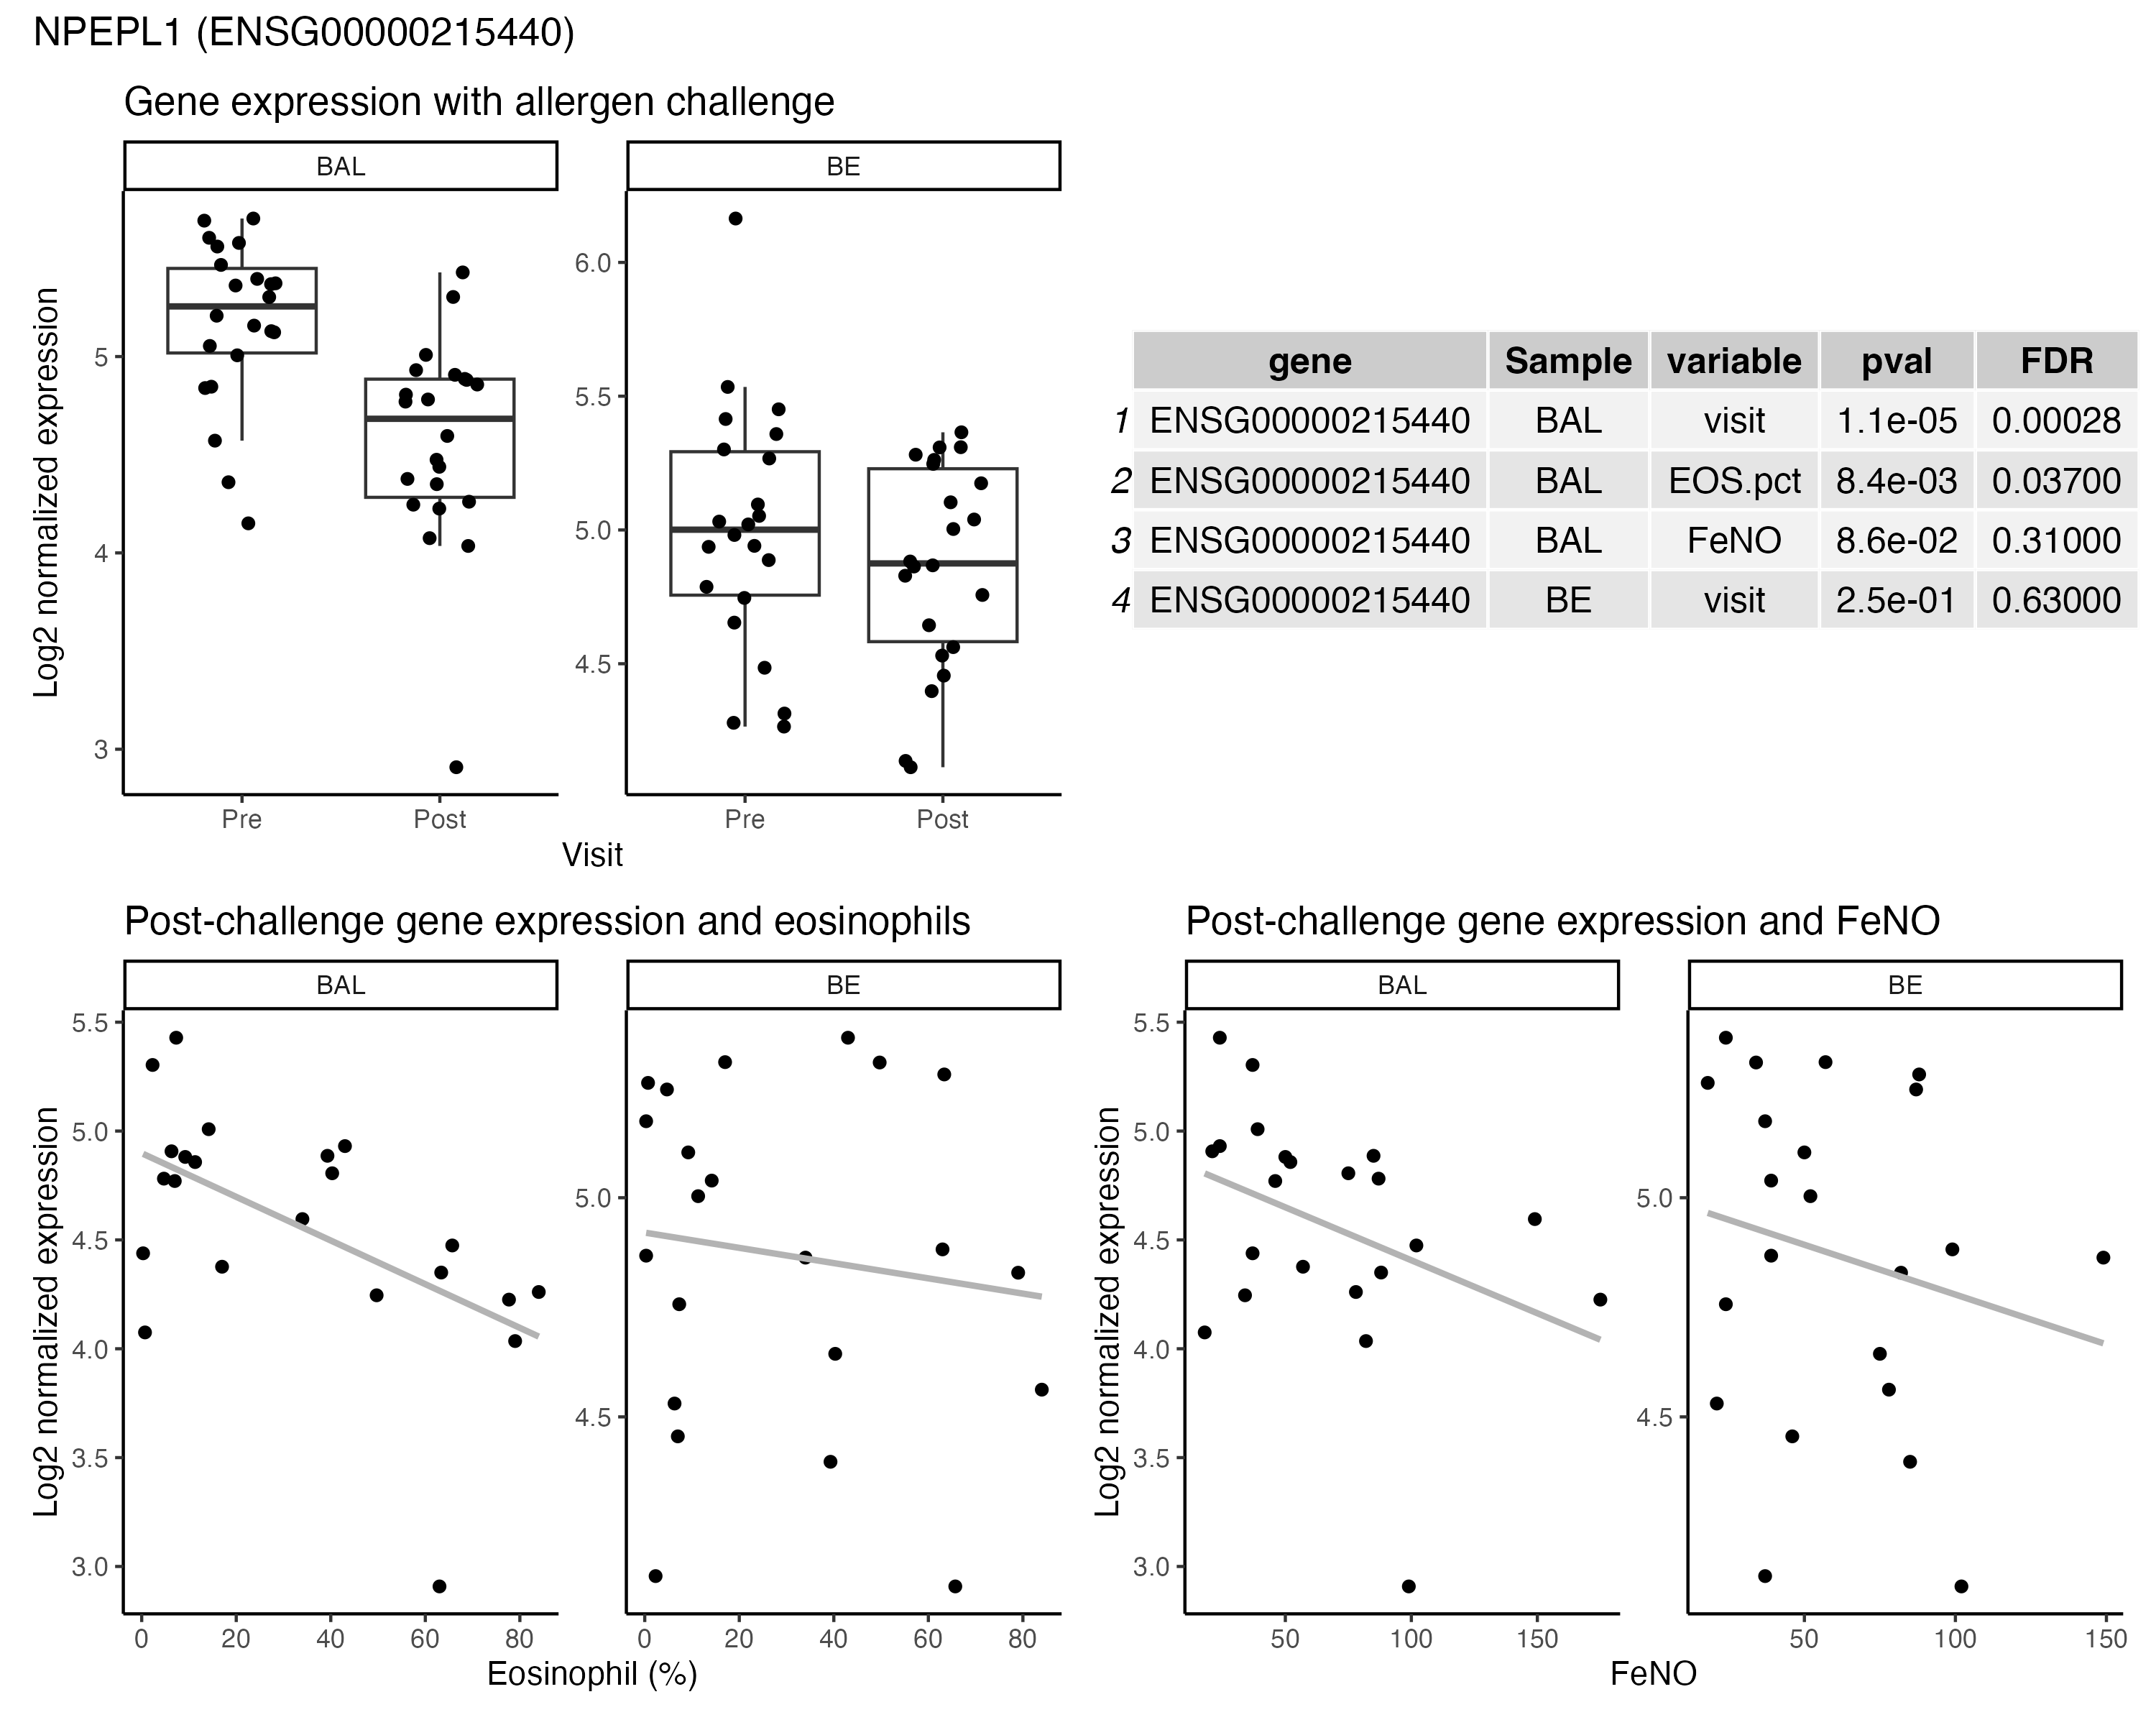 NPEPL1 (ENSG00000215440)
Gene expression with allergen challenge
BAL
BE
Log2 normalized expression
5
4
3
6.0
5.5
5.0
4.5
Pre
Post
Pre
Post
Visit
gene Sample variable pval FDR
1 ENSG00000215440 BAL visit 1.1e-05 0.00028
2 ENSG00000215440 BAL EOS.pct 8.4e-03 0.03700
3 ENSG00000215440 BAL FeNO 8.6e-02 0.31000
4 ENSG00000215440 BE visit 2.5e-01 0.63000
Post-challenge gene expression and eosinophils
BAL
BE
Log2 normalized expression
5.5
5.0
4.5
4.0
3.5
3.0
5.0
4.5
0 20 40 60 80
0 20 40 60 80
Eosinophil (%)
Post-challenge gene expression and FeNO
BAL
BE
Log2 normalized expression
5.5
5.0
4.5
4.0
3.5
3.0
5.0
4.5
50 100 150
50 100 150
FeNO